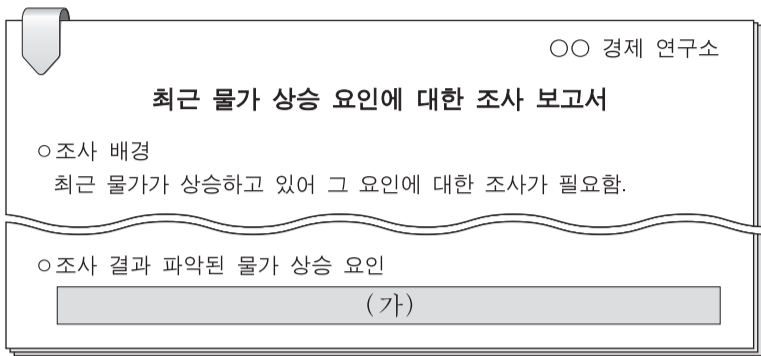 ○○ 경제 연구소
최근 물가 상승 요인에 대한 조사 보고서
○조사 배경
최근 물가가 상승하고 있어 그 요인에 대한 조사가 필요함.
○조사 결과 파악된 물가 상승 요인
(가)